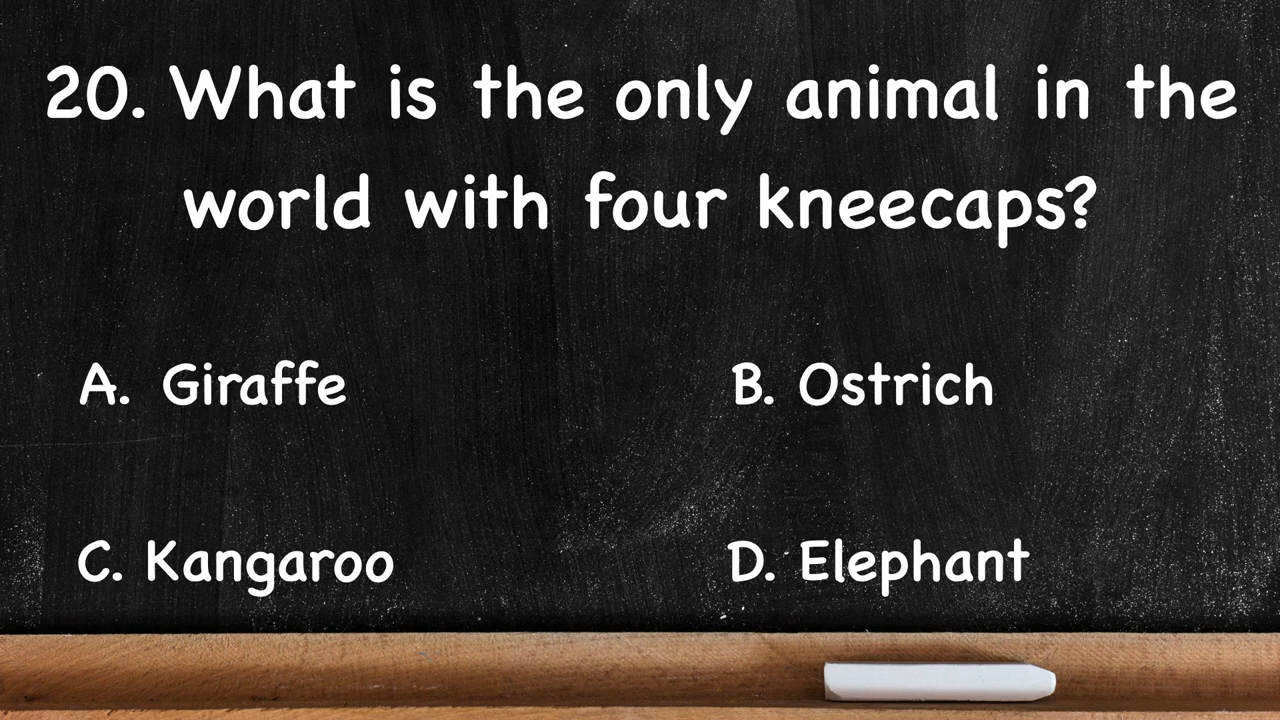 20. What is the only animal in the
world with four kneecaps?
A. Giraffe
B. Ostrich
C. Kangaroo
D. Elephant